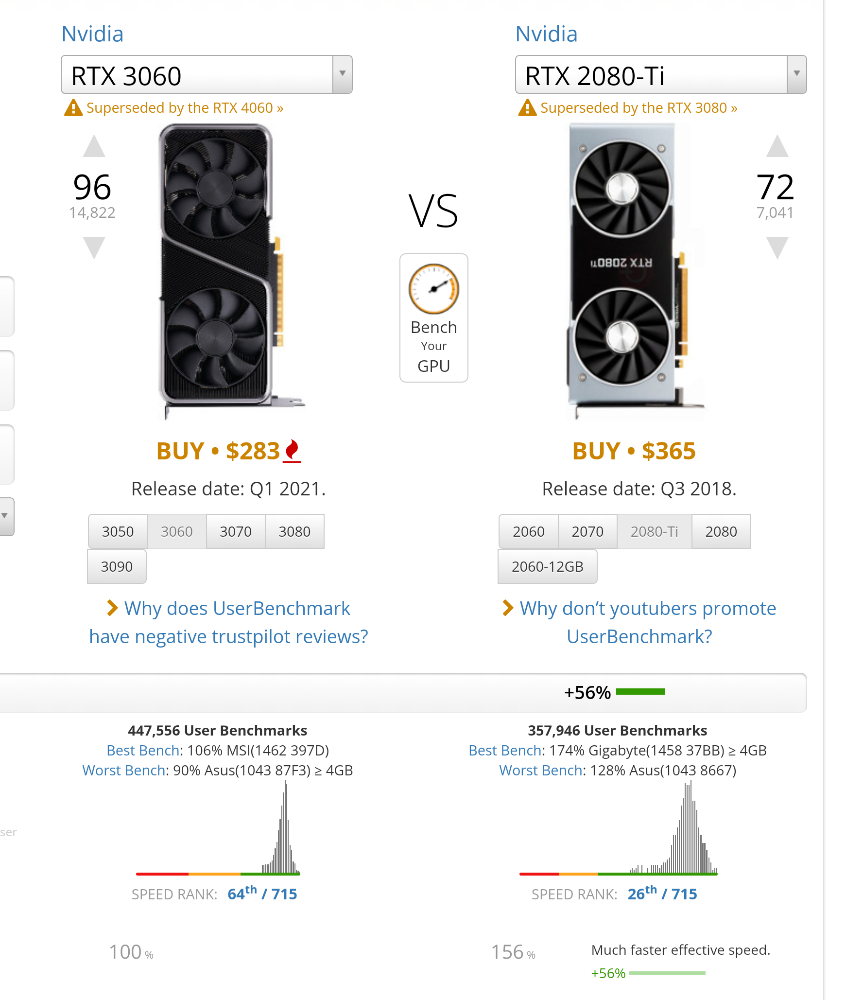 Nvidia
Nvidia
RTX 3060
RTX 2080-Ti
Superseded by the RTX 4060 »
Superseded by the RTX 3080 »
96
14,822
VS
72
7,041
RTX 2080Ti
Bench
Your
GPU
BUY • $283
BUY • $365
Release date: Q1 2021.
Release date: Q3 2018.
3050 3060 3070 3080
3090
2060 2070 2080-Ti 2080
2060-12GB
Why does UserBenchmark
have negative trustpilot reviews?
Why don’t youtubers promote
UserBenchmark?
+56%
447,556 User Benchmarks
Best Bench: 106% MSI(1462 397D)
Worst Bench: 90% Asus(1043 87F3) ≥ 4GB
357,946 User Benchmarks
Best Bench: 174% Gigabyte(1458 37BB) ≥ 4GB
Worst Bench: 128% Asus(1043 8667)
ser
SPEED RANK: 64th / 715
SPEED RANK: 26th / 715
100 %
156 %
Much faster effective speed.
+56%